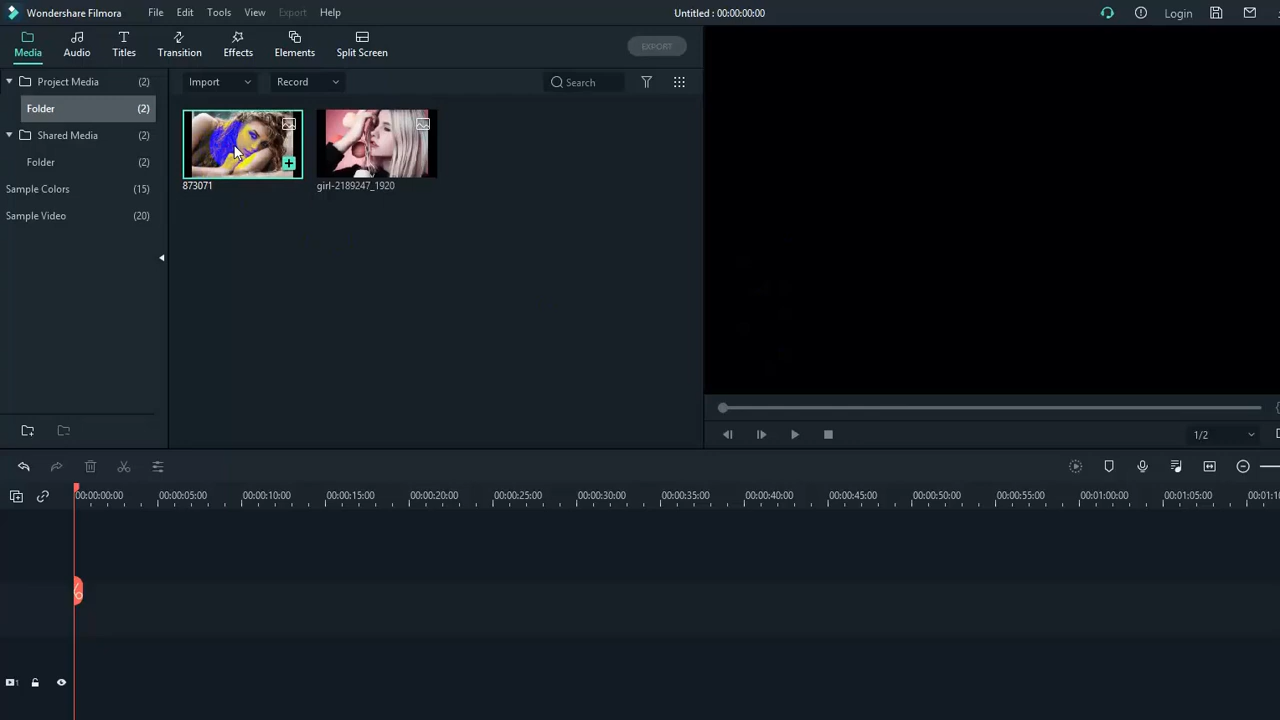 Wondershare Filmora File Edit Tools View Export Help Untitled : 00:00:00:00 Login
Media Audio Titles Transition Effects Elements Split Screen EXPORT
Project Media (2) Import Record Search
Folder (2)
Shared Media (2)
Folder (2)
873071 girl-2189247_1920
Sample Colors (15)
Sample Video (20)
1/2
00:00:00:00 00:00:05:00 00:00:10:00 00:00:15:00 00:00:20:00 00:00:25:00 00:00:30:00 00:00:35:00 00:00:40:00 00:00:45:00 00:00:50:00 00:00:55:00 00:01:00:00 00:01:05:00 00:01:10
1